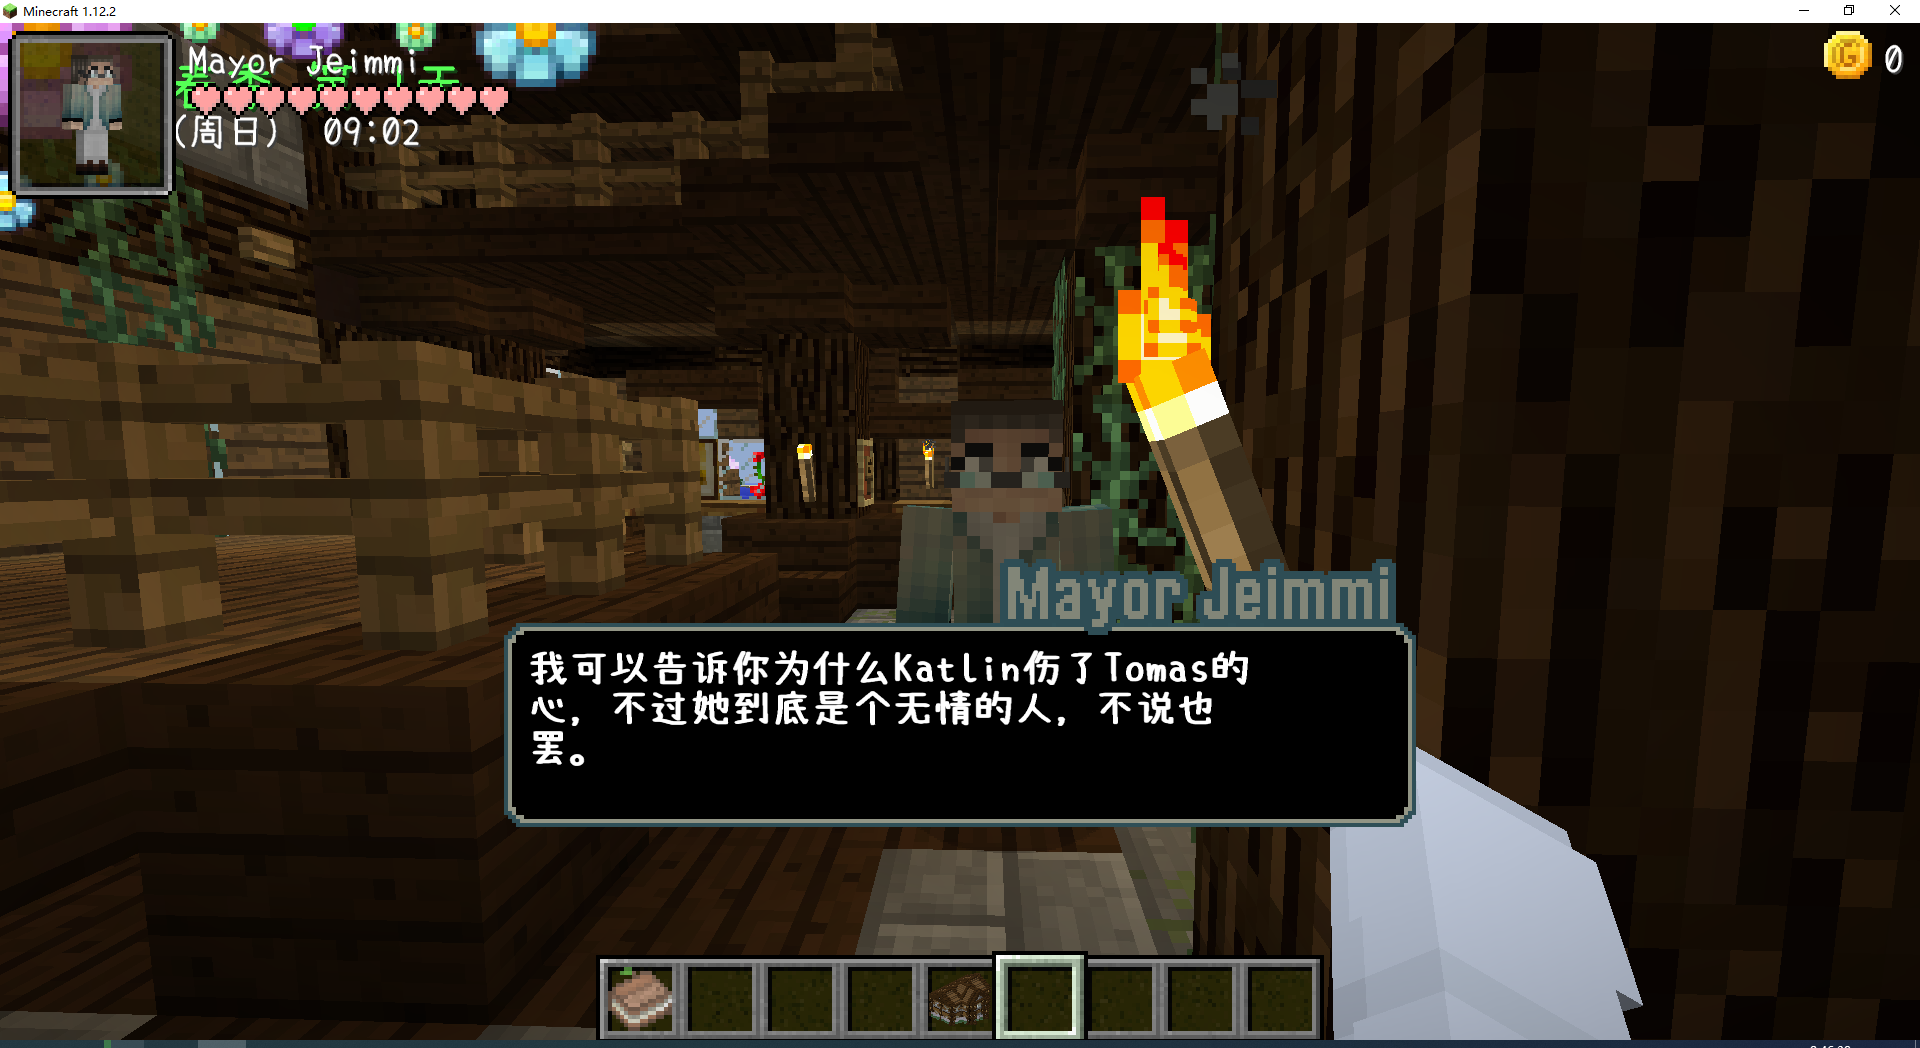 Minecraft 1.12.2
Mayor Jeimmi
(周日) 09:02
0
Mayor Jeimmi
我可以告诉你为什么Katlin伤了Tomas的
心，不过她到底是个无情的人，不说也
罢。